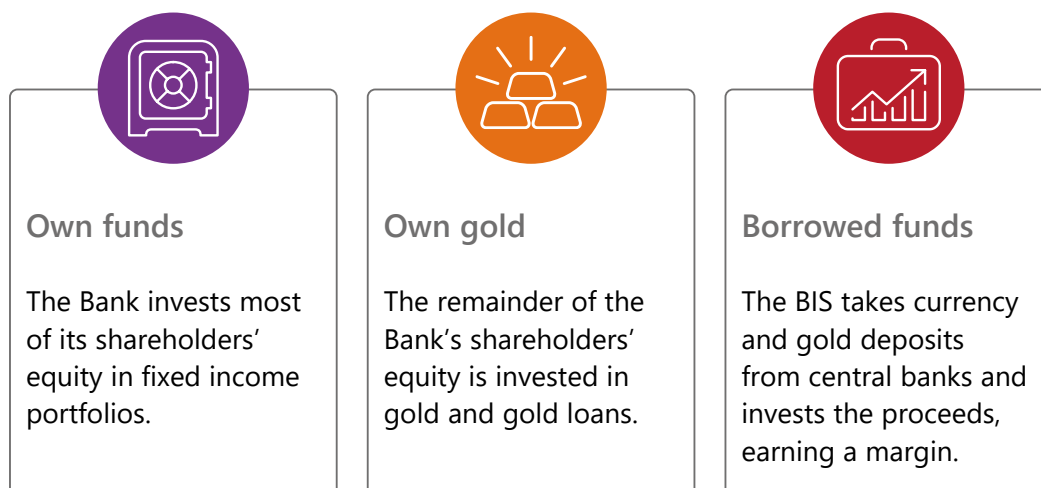 Own funds
The Bank invests most
of its shareholders’
equity in fixed income
portfolios.
Own gold
The remainder of the
Bank’s shareholders’
equity is invested in
gold and gold loans.
Borrowed funds
The BIS takes currency
and gold deposits
from central banks and
invests the proceeds,
earning a margin.